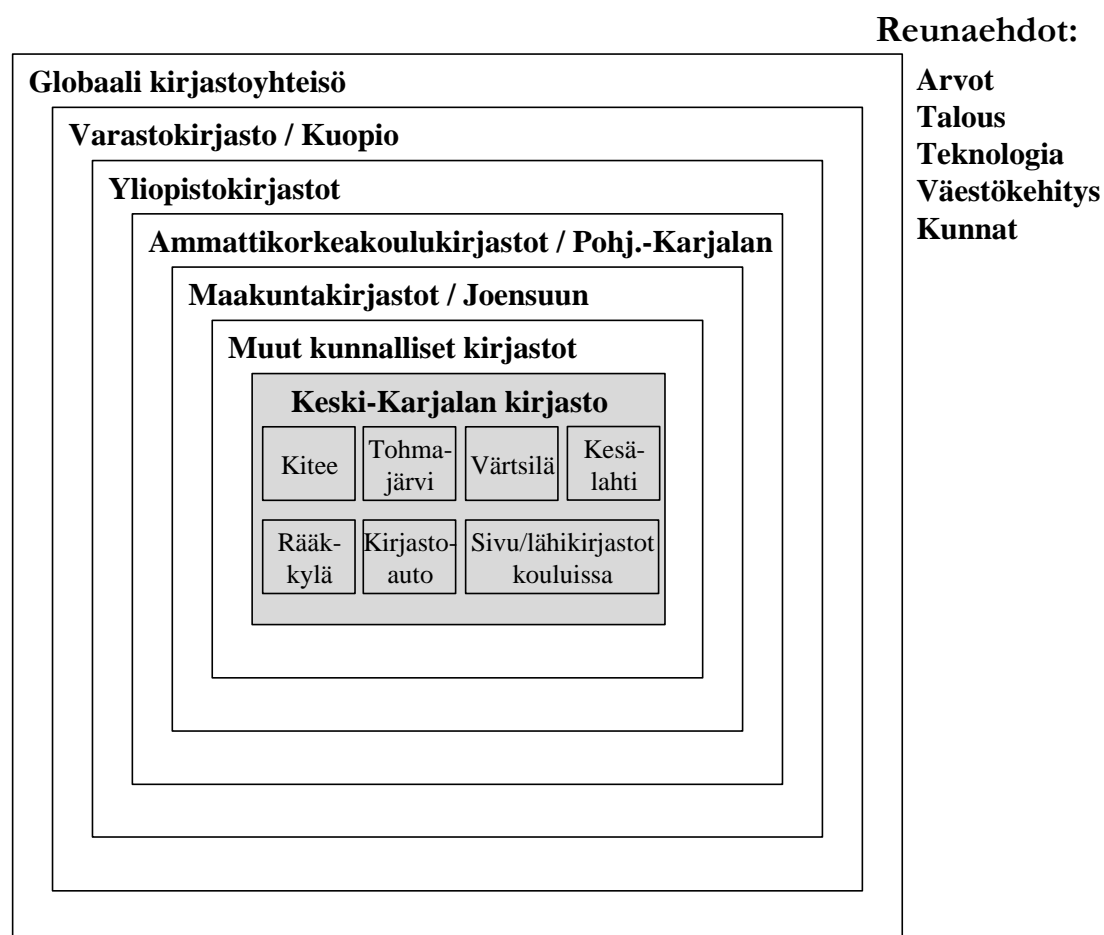 Reunaehdot:
Globaali kirjastoyhteisö
Arvot
Talous
Teknologia
Väestökehitys
Kunnat
Varastokirjasto / Kuopio
Yliopistokirjastot
Ammattikorkeakoulukirjastot / Pohj.-Karjalan
Maakuntakirjastot / Joensuun
Muut kunnalliset kirjastot
Keski-Karjalan kirjasto
Kitee
Tohma-
järvi
Värtsilä
Kesä-
lahti
Rääk-
kylä
Kirjasto-
auto
Sivu/lähikirjastot
kouluissa